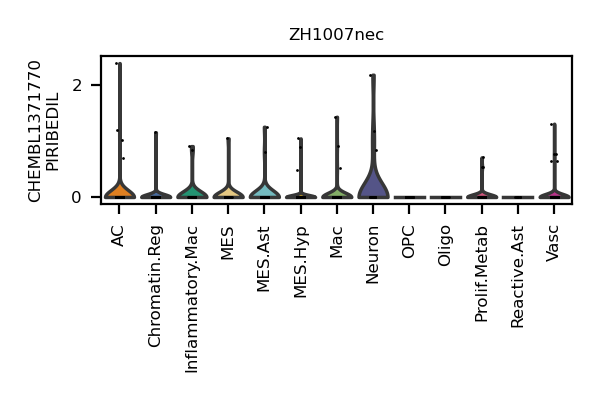 ZH1007nec
CHEMBL1371770
PIRIBEDIL
2
0
AC
Chromatin.Reg
Inflammatory.Mac
MES
MES.Ast
MES.Hyp
Mac
Neuron
OPC
Oligo
Prolif.Metab
Reactive.Ast
Vasc